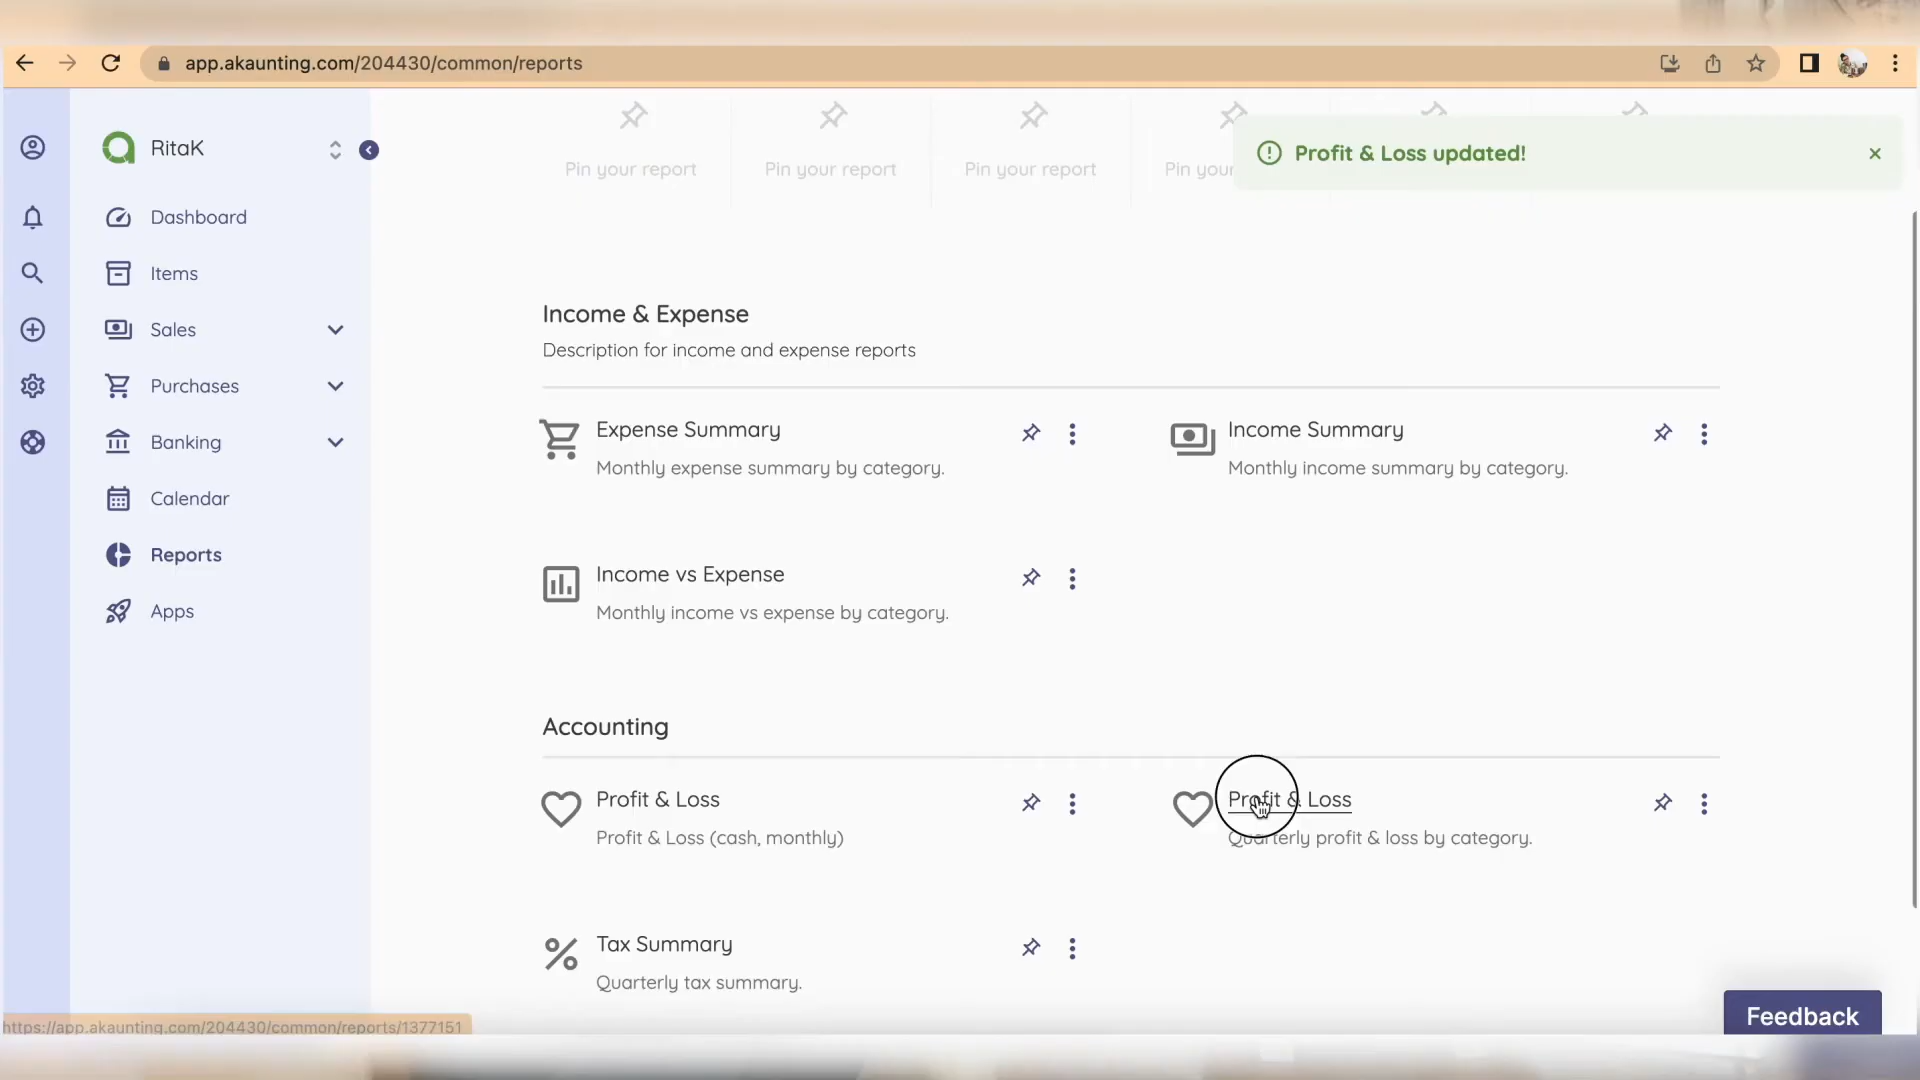 app.akaunting.com/204430/common/reports
RitaK
Dashboard
Items
Sales
Purchases
Banking
Calendar
Reports
Apps
Pin your report
Pin your report
Pin your report
Pin your
Profit & Loss updated!
Income & Expense
Description for income and expense reports
Expense Summary
Monthly expense summary by category.
Income Summary
Monthly income summary by category.
Income vs Expense
Monthly income vs expense by category.
Accounting
Profit & Loss
Profit & Loss (cash, monthly)
Profit & Loss
Quarterly profit & loss by category.
Tax Summary
Quarterly tax summary.
Feedback
https://app.akaunting.com/204430/common/reports/1377151